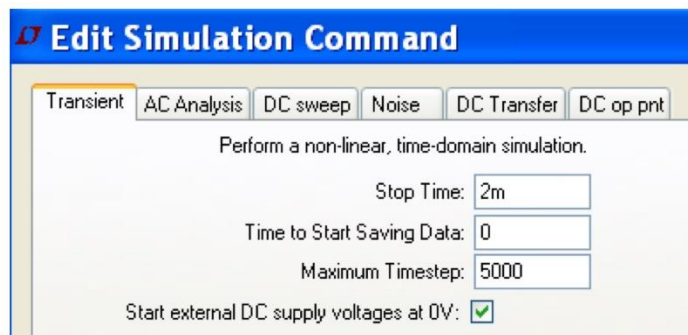 Edit Simulation Command
Transient AC Analysis DC sweep Noise DC Transfer DC op pnt
Perform a non-linear, time-domain simulation.
Stop Time: 2m
Time to Start Saving Data: 0
Maximum Timestep: 5000
Start external DC supply voltages at 0V: